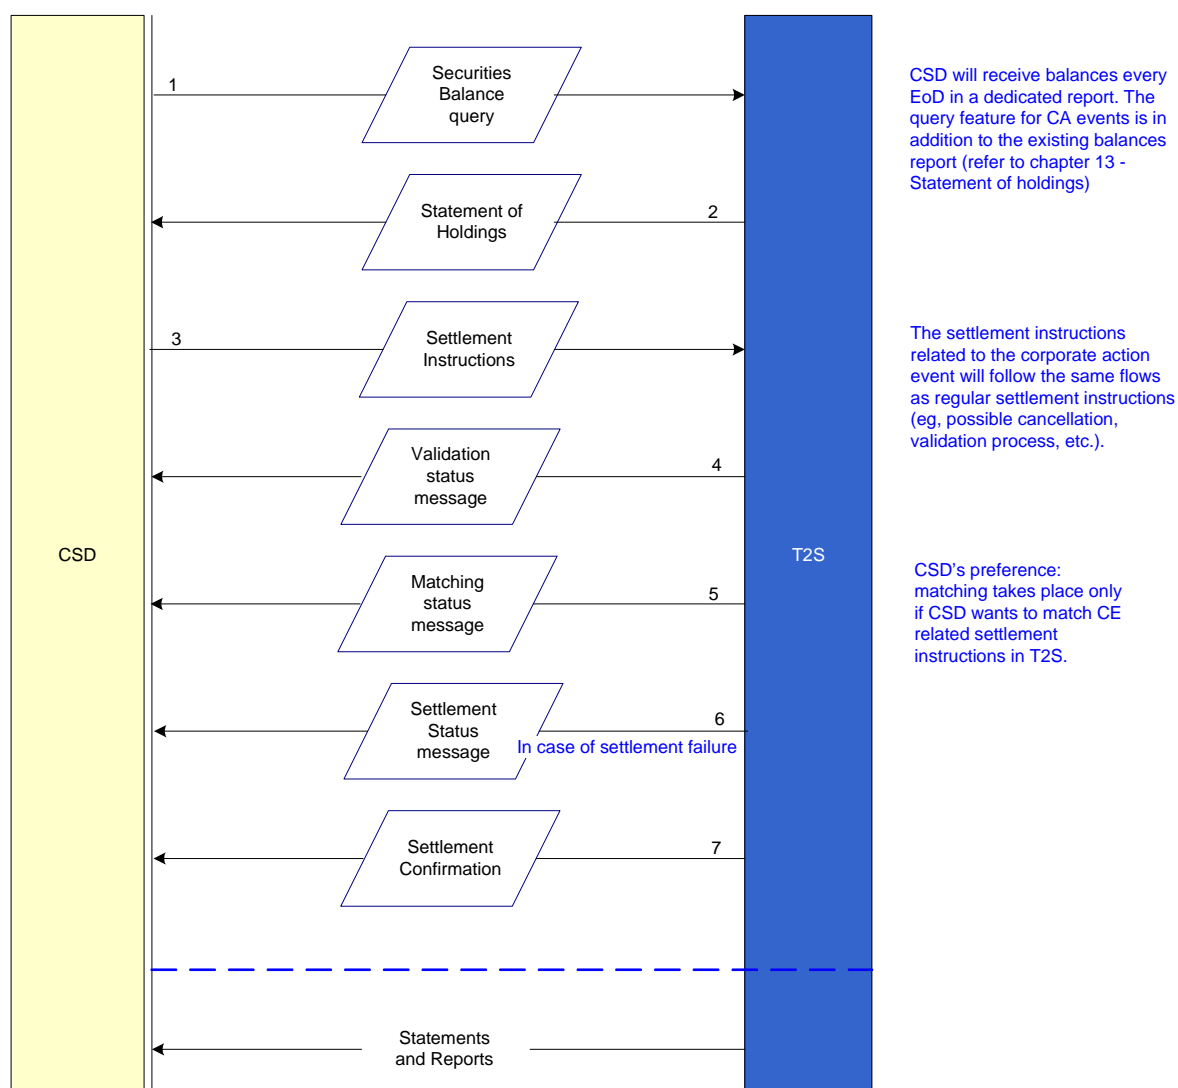 1
Securities
Balance
query
CSD will receive balances every
EoD in a dedicated report. The
query feature for CA events is in
addition to the existing balances
report (refer to chapter 13 -
Statement of holdings)
Statement of
Holdings
2
3
Settlement
Instructions
The settlement instructions
related to the corporate action
event will follow the same flows
as regular settlement instructions
(eg, possible cancellation,
validation process, etc.).
Validation
status
message
4
CSD
T2S
Matching
status
message
5
CSD’s preference:
matching takes place only
if CSD wants to match CE
related settlement
instructions in T2S.
Settlement
Status
message
6
In case of settlement failure
Settlement
Confirmation
7
Statements
and Reports